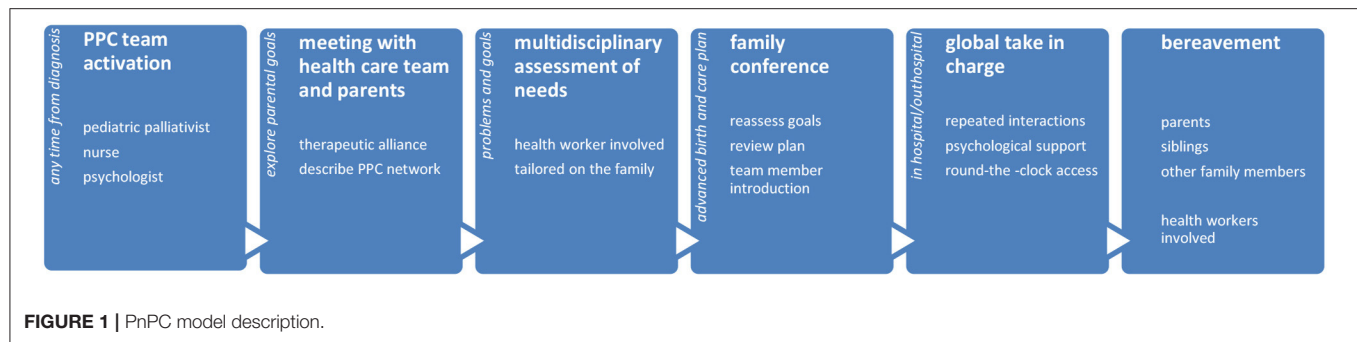 any time from diagnosis
PPC team
activation
pediatric palliativist
nurse
psychologist
explore parental goals
meeting with
health care team
and parents
therapeutic alliance
describe PPC network
problems and goals
multidisciplinary
assessment of
needs
health worker involved
tailored on the family
advanced birth and care plan
family
conference
reassess goals
review plan
team member
introduction
in hospital/outhospital
global take in
charge
repeated interactions
psychological support
round-the -clock access
bereavement
parents
siblings
other family members
health workers
involved
FIGURE 1 | PnPC model description.